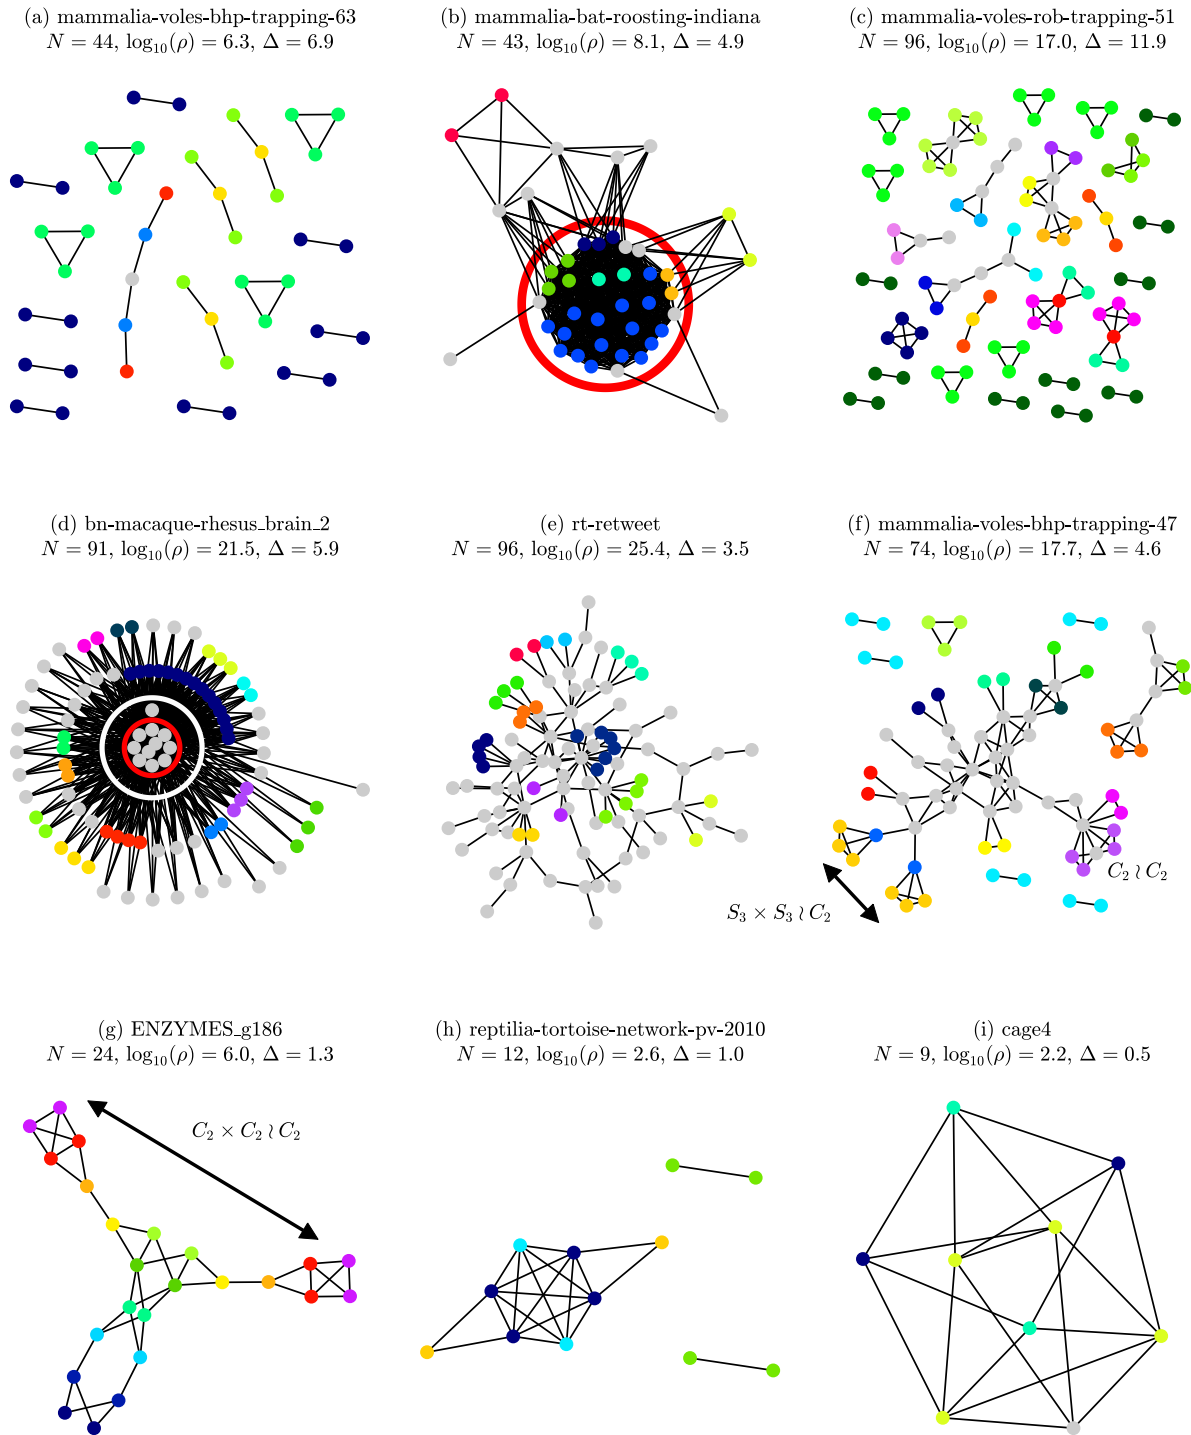 (a) mammalia-voles-bhp-trapping-63
N = 44, log₁₀(ρ) = 6.3, Δ = 6.9
(b) mammalia-bat-roosting-indiana
N = 43, log₁₀(ρ) = 8.1, Δ = 4.9
(c) mammalia-voles-rob-trapping-51
N = 96, log₁₀(ρ) = 17.0, Δ = 11.9
(d) bn-macaque-rhesus_brain_2
N = 91, log₁₀(ρ) = 21.5, Δ = 5.9
(e) rt-retweet
N = 96, log₁₀(ρ) = 25.4, Δ = 3.5
(f) mammalia-voles-bhp-trapping-47
N = 74, log₁₀(ρ) = 17.7, Δ = 4.6
C₂ ≀ C₂
S₃ × S₃ ≀ C₂
(g) ENZYMES_g186
N = 24, log₁₀(ρ) = 6.0, Δ = 1.3
C₂ × C₂ ≀ C₂
(h) reptilia-tortoise-network-pv-2010
N = 12, log₁₀(ρ) = 2.6, Δ = 1.0
(i) cage4
N = 9, log₁₀(ρ) = 2.2, Δ = 0.5